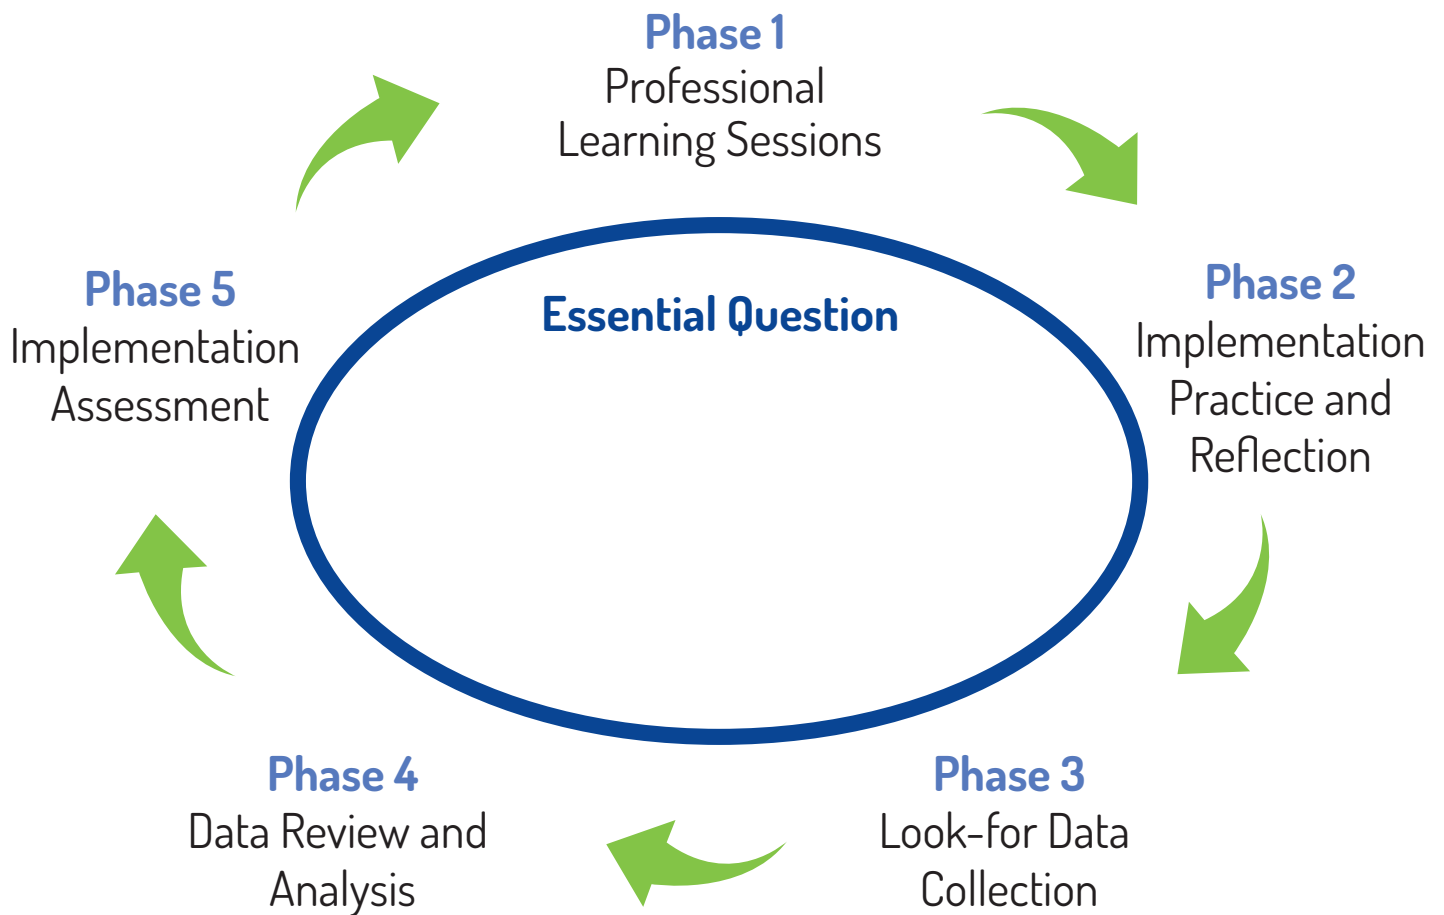 Phase 1
Professional
Learning Sessions
Phase 2
Implementation
Practice and
Reflection
Phase 3
Look-for Data
Collection
Phase 4
Data Review and
Analysis
Phase 5
Implementation
Assessment
Essential Question